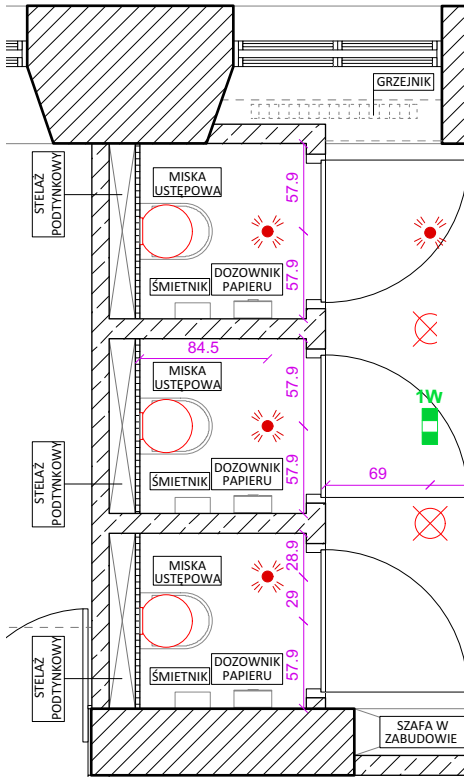 GRZEJNIK
STELAŻ
PODTYNKOWY
MISKA
USTĘPOWA
57.9
57.9
ŚMIETNIK
DOZOWNIK
PAPIERU
84.5
MISKA
USTĘPOWA
57.9
57.9
1W
69
STELAŻ
PODTYNKOWY
ŚMIETNIK
DOZOWNIK
PAPIERU
MISKA
USTĘPOWA
28.9
29
57.9
STELAŻ
PODTYNKOWY
ŚMIETNIK
DOZOWNIK
PAPIERU
SZAFA W
ZABUDOWIE